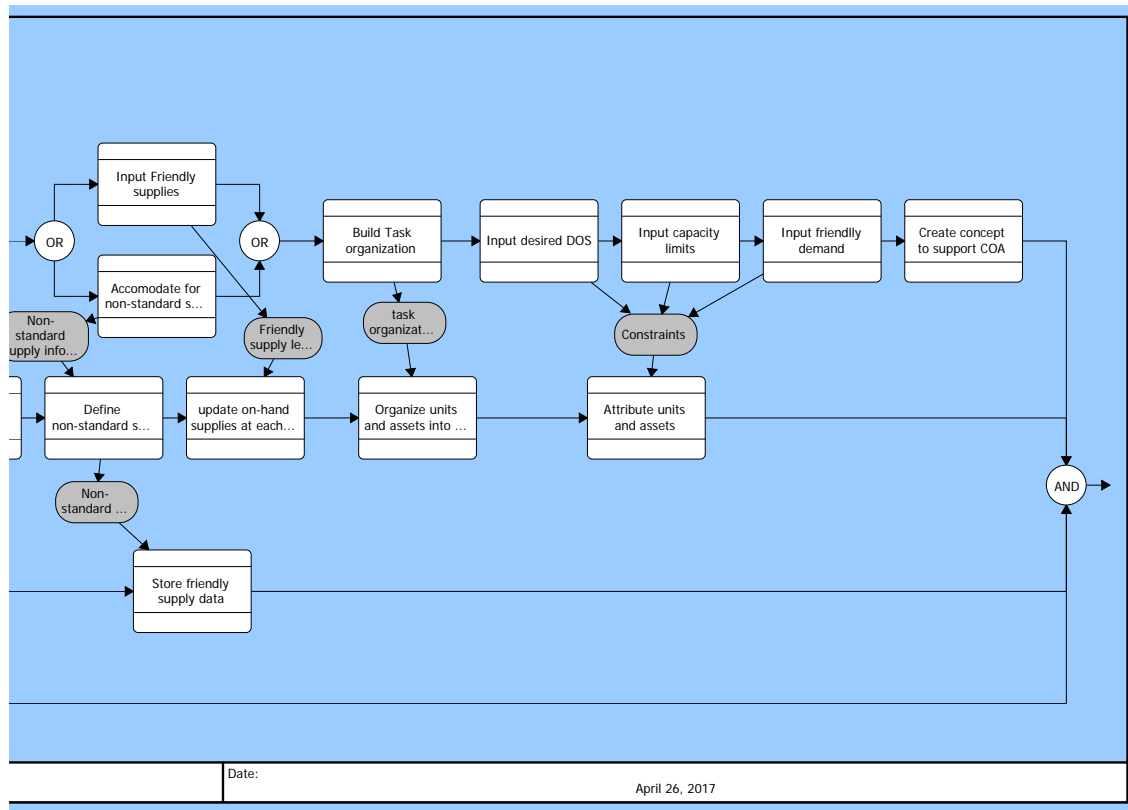 Input Friendly
supplies
OR
OR
Build Task
organization
Input desired DOS
Input capacity
limits
Input friendlly
demand
Create concept
to support COA
Accomodate for
non-standard s...
Non-
standard
upply info...
Friendly
supply le...
task
organizat...
Constraints
Define
non-standard s...
update on-hand
supplies at each...
Organize units
and assets into ...
Attribute units
and assets
Non-
standard ...
AND
Store friendly
supply data
Date:
April 26, 2017